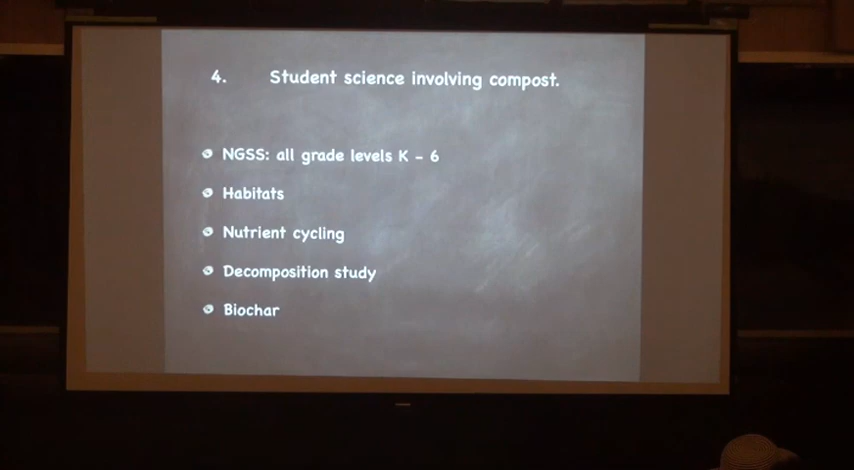 4. Student science involving compost.
NGSS: all grade levels K - 6
Habitats
Nutrient cycling
Decomposition study
Biochar